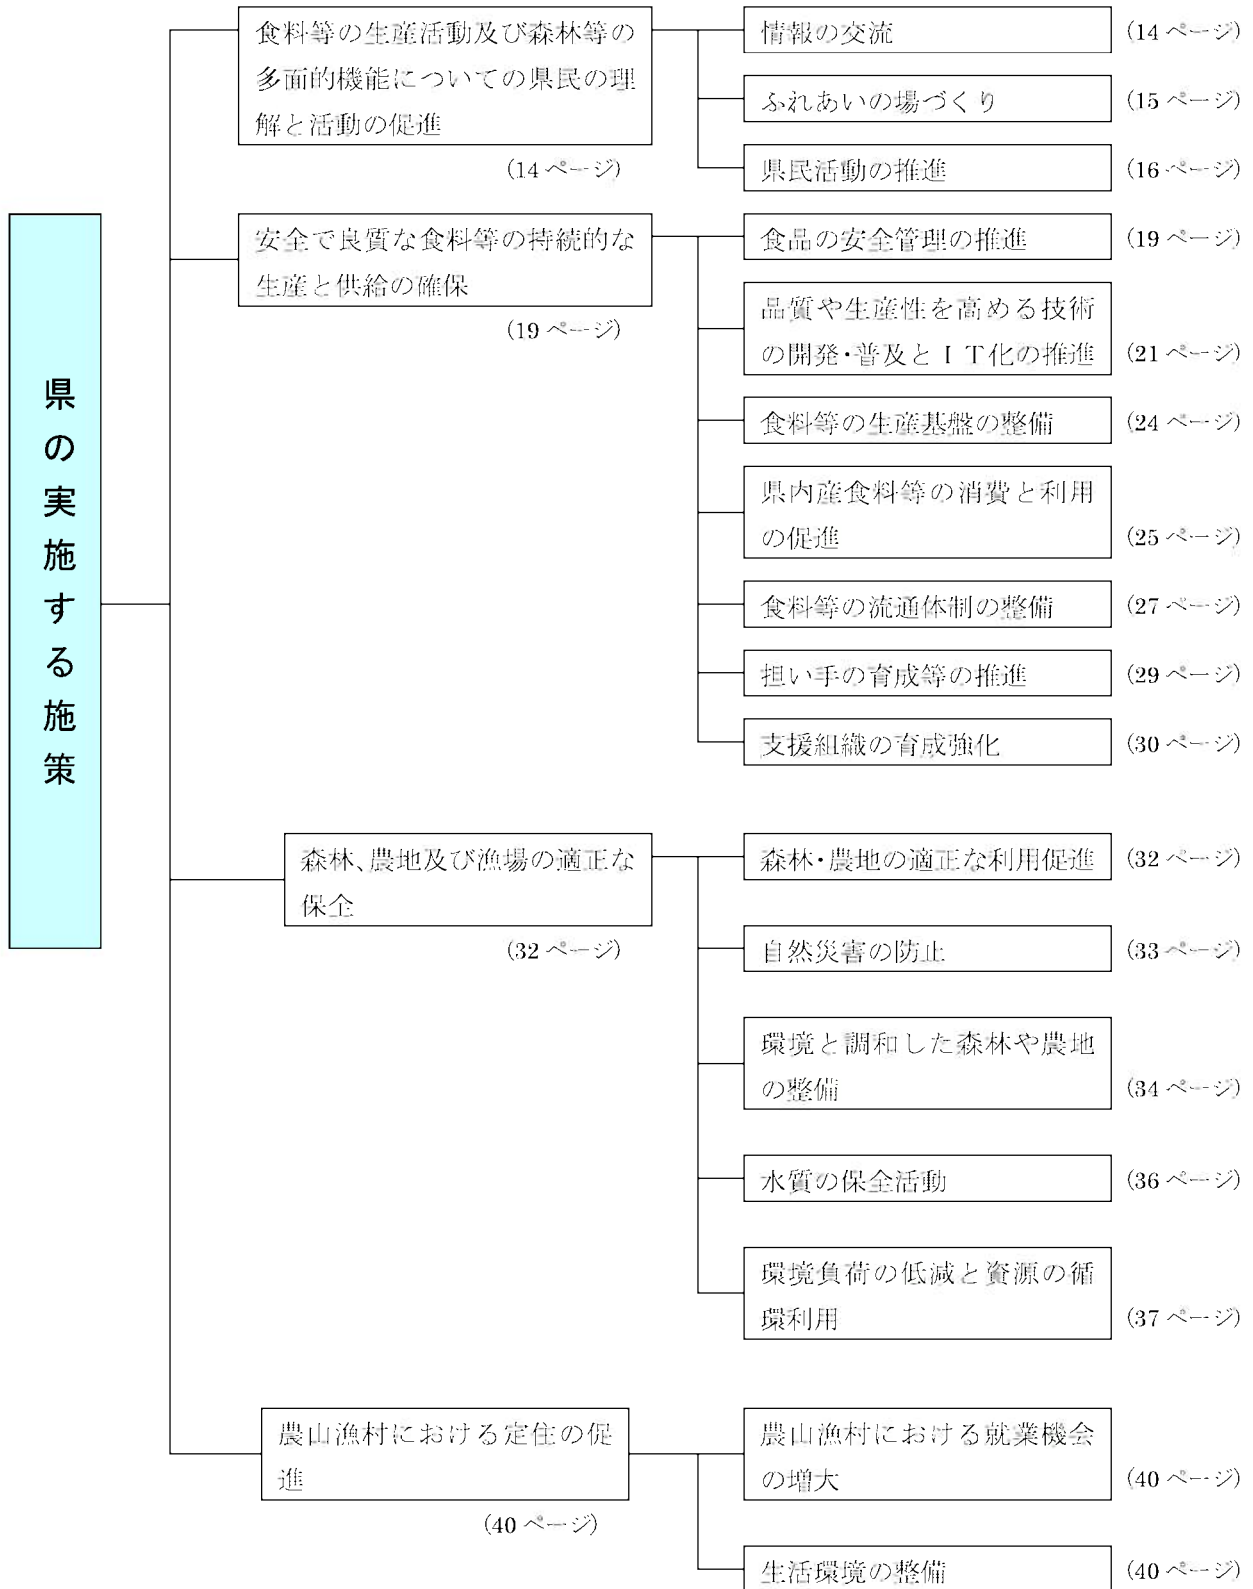 県の実施する施策
食料等の生産活動及び森林等の
多面的機能についての県民の理
解と活動の促進
(14 ページ)
情報の交流
(14 ページ)
ふれあいの場づくり
(15 ページ)
県民活動の推進
(16 ページ)
安全で良質な食料等の持続的な
生産と供給の確保
(19 ページ)
食品の安全管理の推進
(19 ページ)
品質や生産性を高める技術
の開発・普及とＩＴ化の推進
(21 ページ)
食料等の生産基盤の整備
(24 ページ)
県内産食料等の消費と利用
の促進
(25 ページ)
食料等の流通体制の整備
(27 ページ)
担い手の育成等の推進
(29 ページ)
支援組織の育成強化
(30 ページ)
森林、農地及び漁場の適正な
保全
(32 ページ)
森林・農地の適正な利用促進
(32 ページ)
自然災害の防止
(33 ページ)
環境と調和した森林や農地
の整備
(34 ページ)
水質の保全活動
(36 ページ)
環境負荷の低減と資源の循
環利用
(37 ページ)
農山漁村における定住の促
進
(40 ページ)
農山漁村における就業機会
の増大
(40 ページ)
生活環境の整備
(40 ページ)